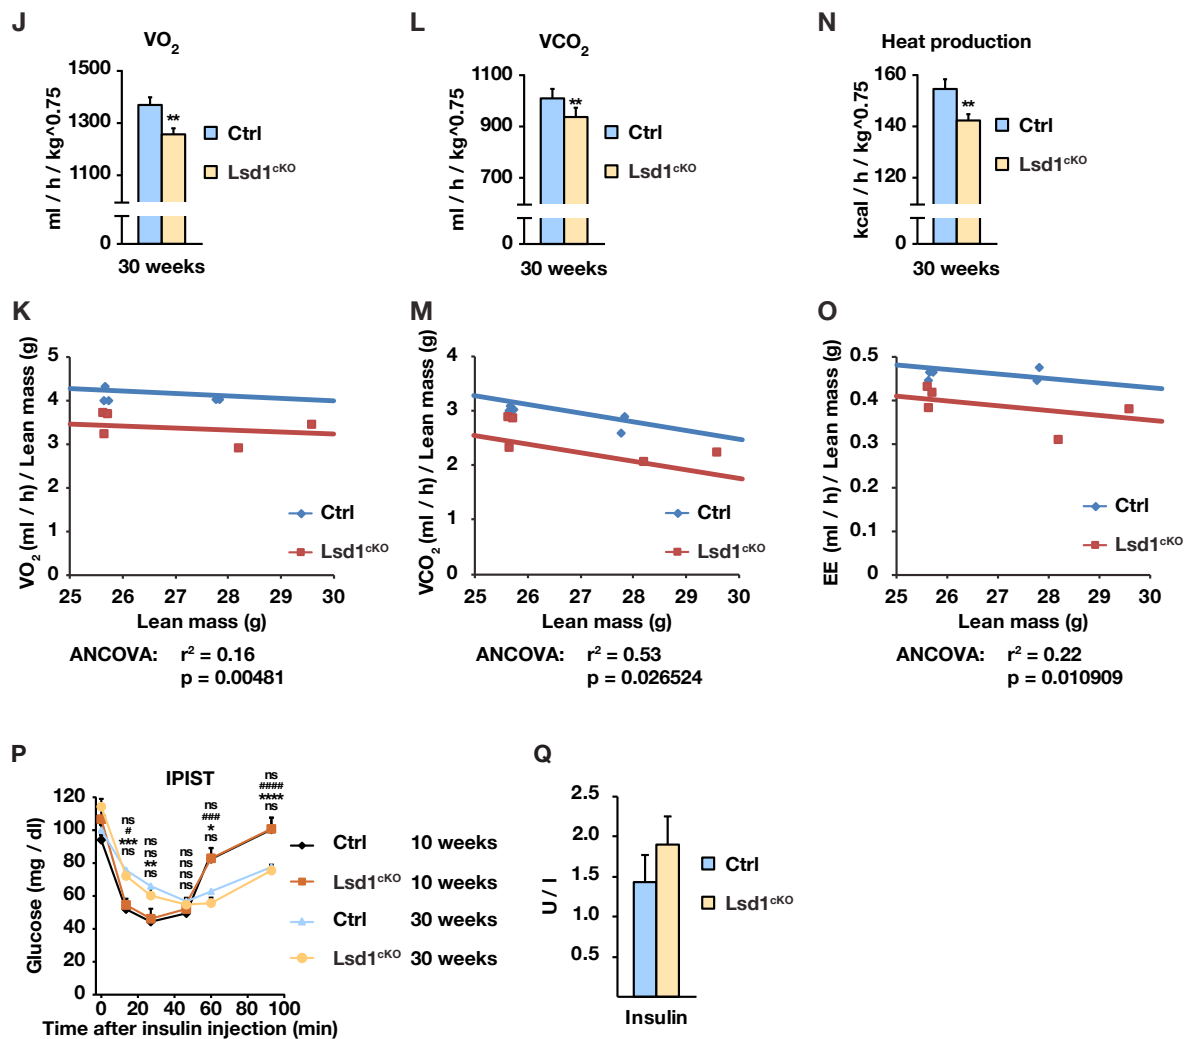 J
VO2
1500
1300
1100
0
ml / h / kg^0.75
**
Ctrl
Lsd1cKO
30 weeks
L
VCO2
1100
900
700
0
ml / h / kg^0.75
**
Ctrl
Lsd1cKO
30 weeks
N
Heat production
160
140
120
0
kcal / h / kg^0.75
**
Ctrl
Lsd1cKO
30 weeks
K
VO2 (ml / h) / Lean mass (g)
5
4
3
2
1
0
Ctrl
Lsd1cKO
25 26 27 28 29 30
Lean mass (g)
ANCOVA: r2 = 0.16
p = 0.00481
M
VCO2 (ml / h) / Lean mass (g)
4
3
2
1
0
Ctrl
Lsd1cKO
25 26 27 28 29 30
Lean mass (g)
ANCOVA: r2 = 0.53
p = 0.026524
O
EE (ml / h) / Lean mass (g)
0.5
0.4
0.3
0.2
0.1
0
Ctrl
Lsd1cKO
25 26 27 28 29 30
Lean mass (g)
ANCOVA: r2 = 0.22
p = 0.010909
P
IPIST
Glucose (mg / dl)
120
100
80
60
40
20
0
ns
#
***
ns
ns
ns
**
ns
ns
ns
ns
ns
ns
###
*
ns
ns
####
****
ns
0 20 40 60 80 100
Time after insulin injection (min)
Ctrl 10 weeks
Lsd1cKO 10 weeks
Ctrl 30 weeks
Lsd1cKO 30 weeks
Q
U / l
2.5
2.0
1.5
1.0
0.5
Ctrl
Lsd1cKO
Insulin